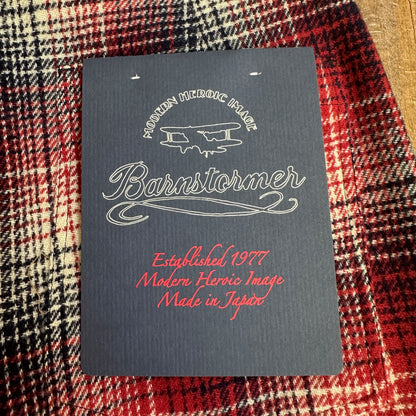 MODERN HEROIC IMAGE
Barnstormer
Established 1977
Modern Heroic Image
Made in Japan